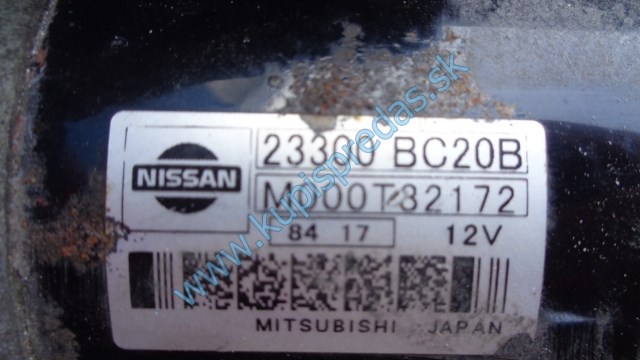 NISSAN
23300 BC20B
M000T82172
84 17
12V
MITSUBISHI JAPAN
www.kupispredas.sk